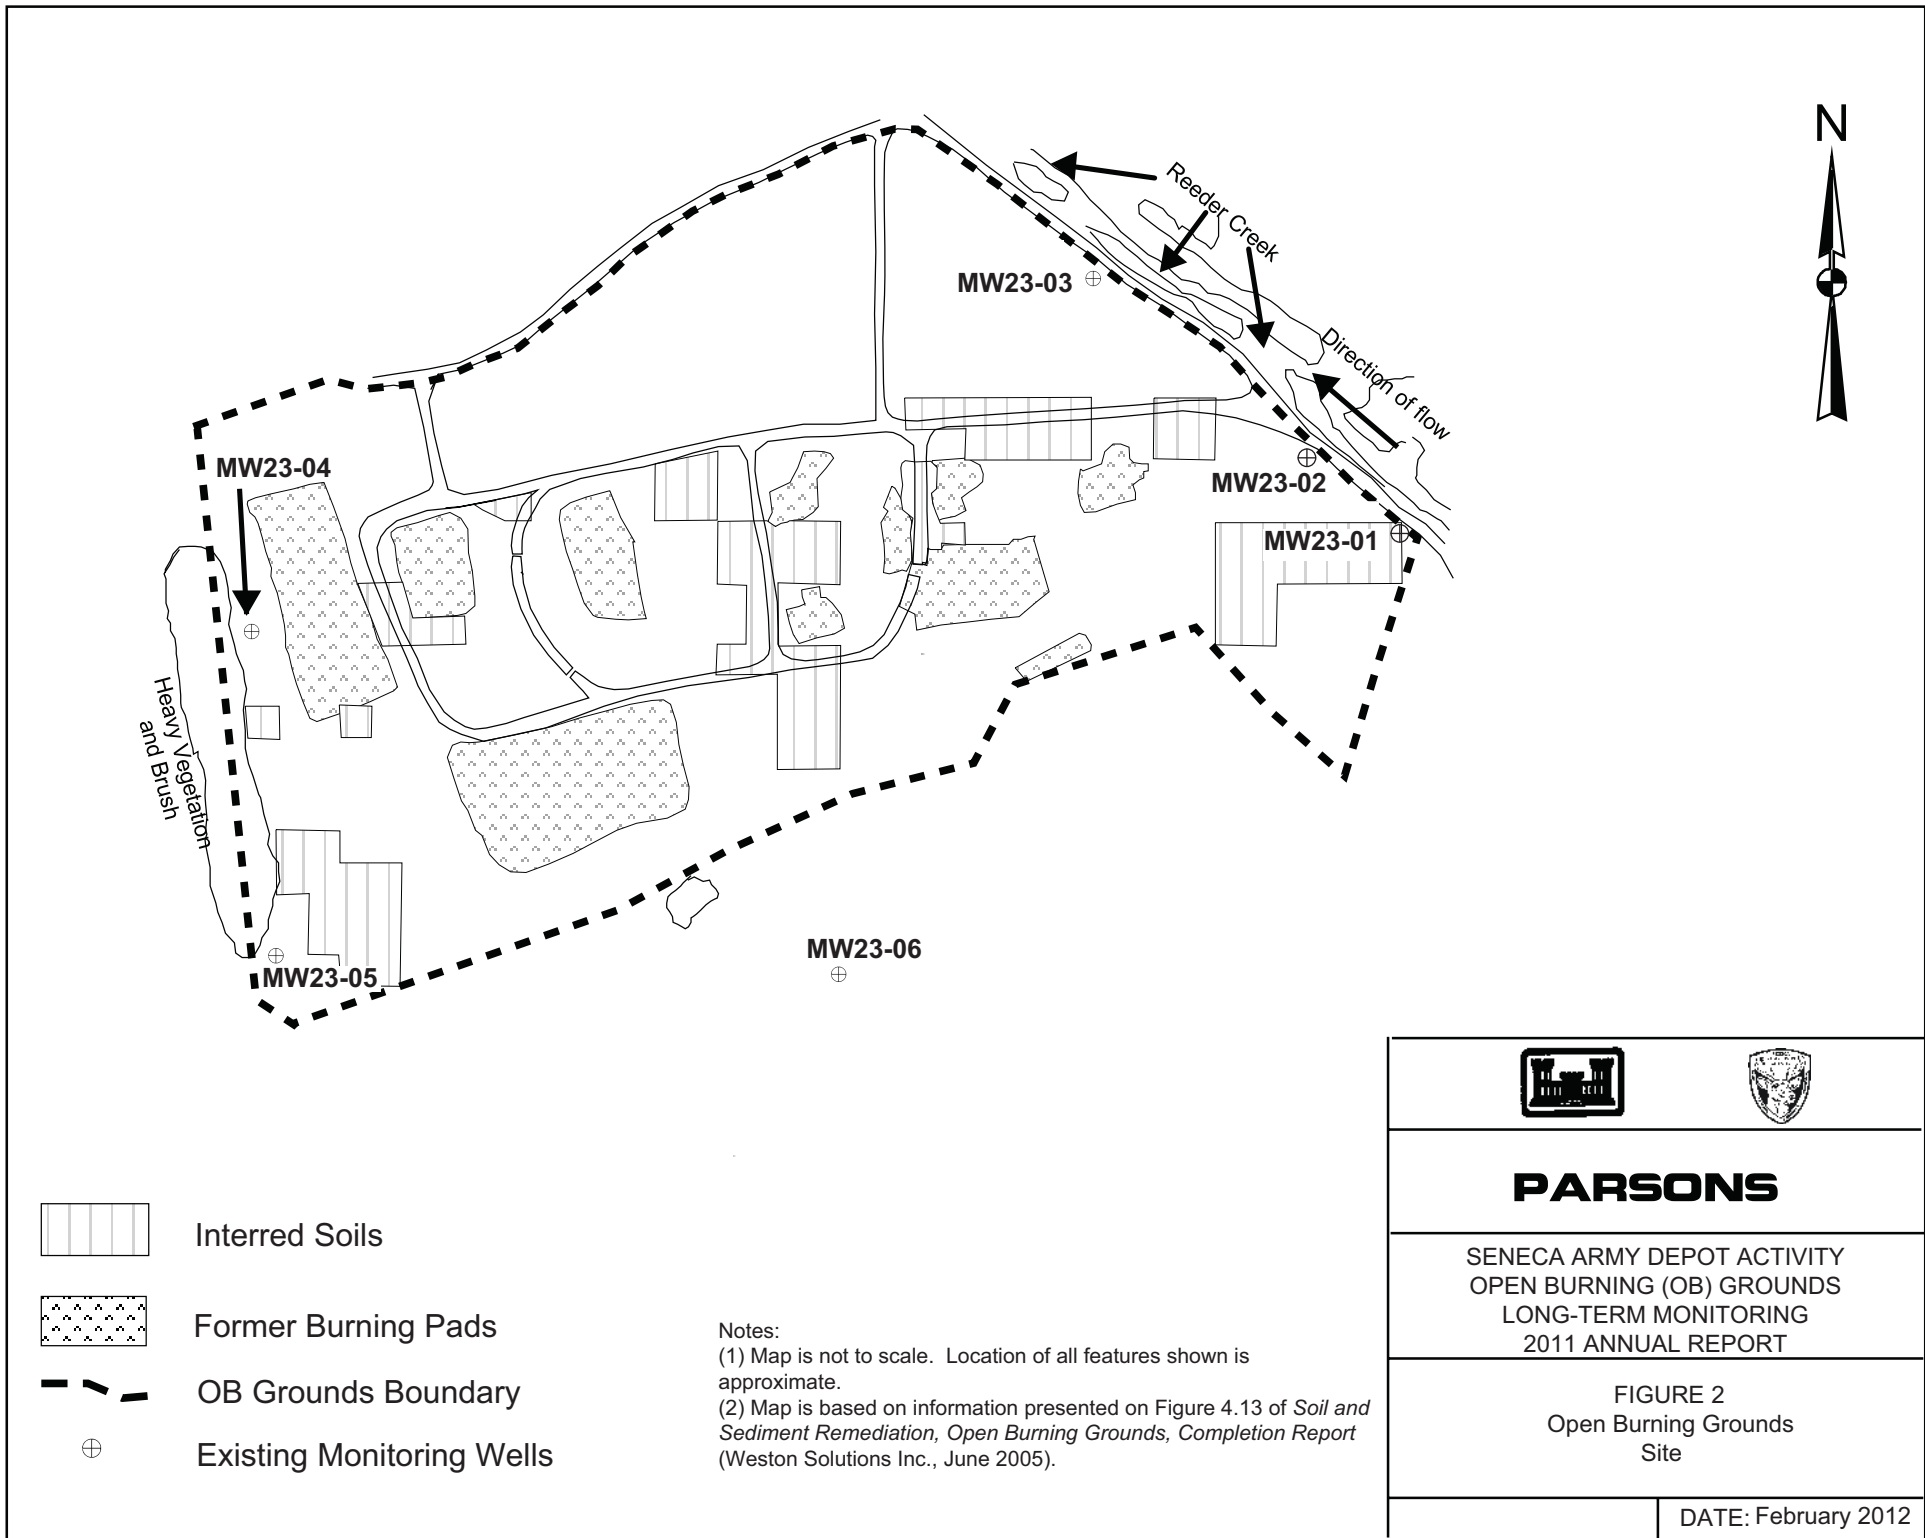 N
Reeder Creek
MW23-03
Direction of flow
MW23-04
MW23-02
MW23-01
Heavy Vegetation
and Brush
MW23-06
MW23-05
Interred Soils
Former Burning Pads
OB Grounds Boundary
Existing Monitoring Wells
Notes:
(1) Map is not to scale. Location of all features shown is
approximate.
(2) Map is based on information presented on Figure 4.13 of Soil and
Sediment Remediation, Open Burning Grounds, Completion Report
(Weston Solutions Inc., June 2005).
PARSONS
SENECA ARMY DEPOT ACTIVITY
OPEN BURNING (OB) GROUNDS
LONG-TERM MONITORING
2011 ANNUAL REPORT
FIGURE 2
Open Burning Grounds
Site
DATE: February 2012